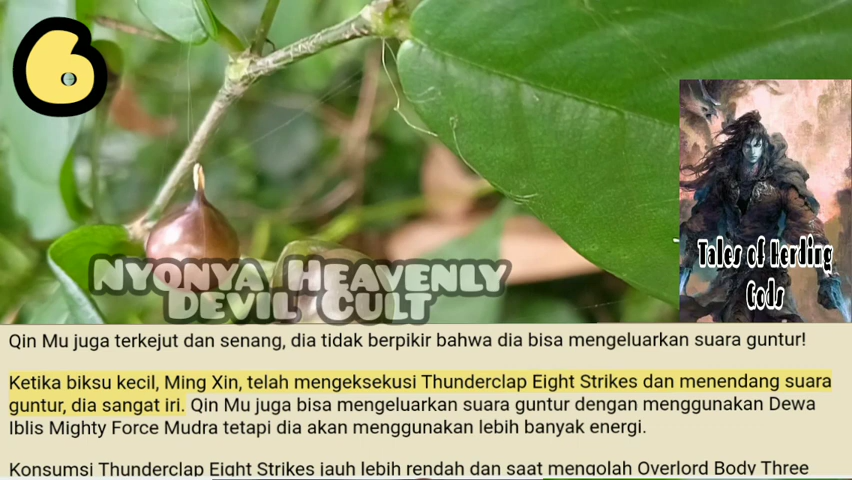 6
NYONYA HEAVENLY
DEVIL CULT
Tales of Herding
Gods
Qin Mu juga terkejut dan senang, dia tidak berpikir bahwa dia bisa mengeluarkan suara guntur!
Ketika biksu kecil, Ming Xin, telah mengeksekusi Thunderclap Eight Strikes dan menendang suara
guntur, dia sangat iri. Qin Mu juga bisa mengeluarkan suara guntur dengan menggunakan Dewa
Iblis Mighty Force Mudra tetapi dia akan menggunakan lebih banyak energi.
Konsumsi Thunderclap Eight Strikes jauh lebih rendah dan saat mengolah Overlord Body Three